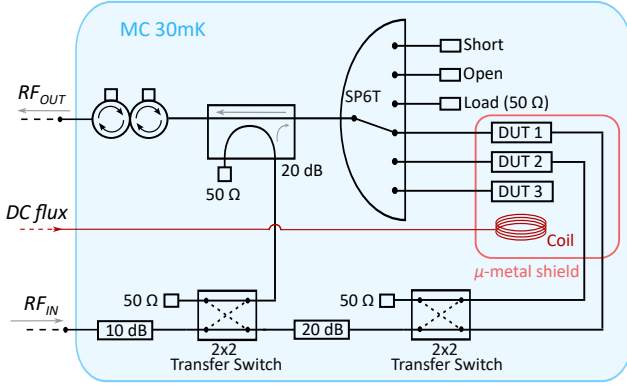 MC 30mK
Short
Open
SP6T
Load (50 Ω)
RF_OUT
DUT 1
DUT 2
DUT 3
20 dB
50 Ω
DC flux
Coil
μ-metal shield
RF_IN
50 Ω
50 Ω
10 dB
20 dB
2x2
Transfer Switch
2x2
Transfer Switch